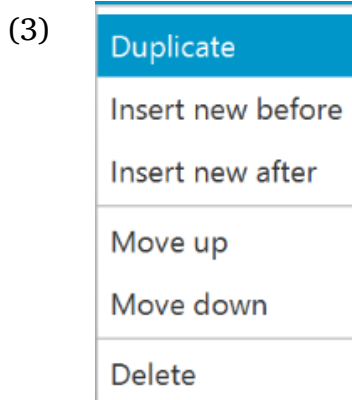 (3)
Duplicate
Insert new before
Insert new after
Move up
Move down
Delete